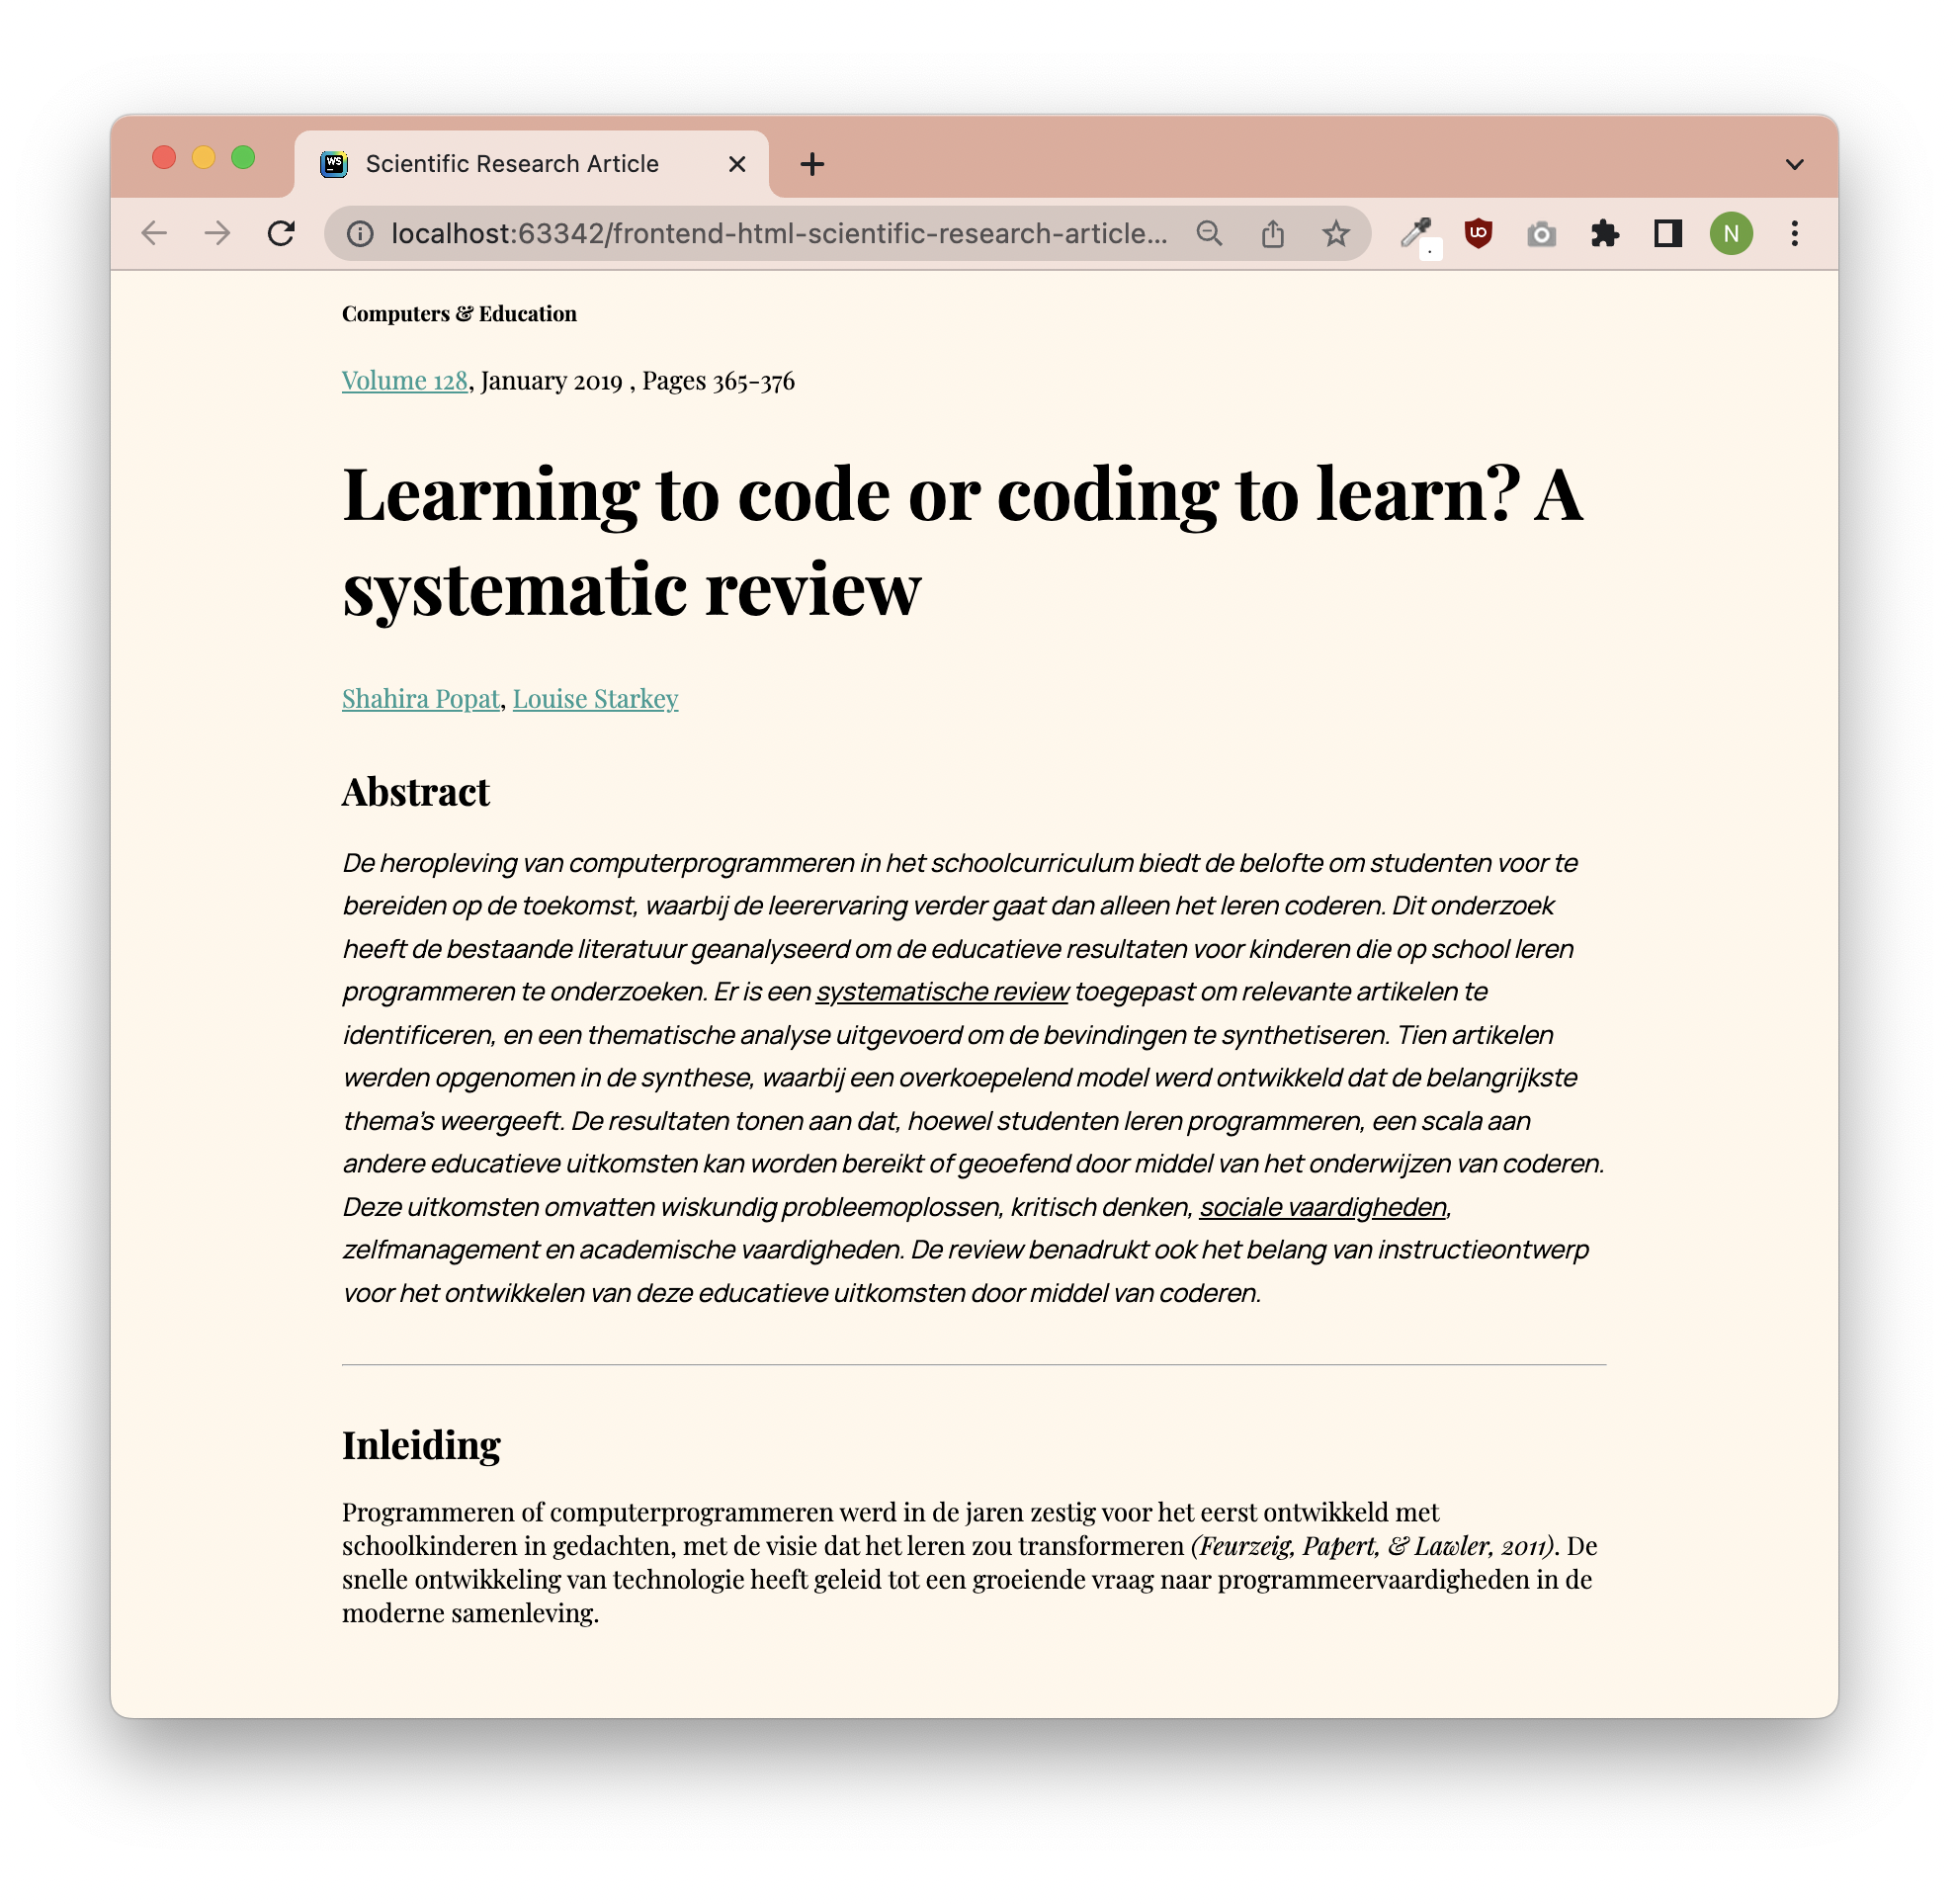 WS
Scientific Research Article
localhost:63342/frontend-html-scientific-research-article...
N
Computers & Education
Volume 128, January 2019 , Pages 365-376
Learning to code or coding to learn? A
systematic review
Shahira Popat, Louise Starkey
Abstract
De heropleving van computerprogrammeren in het schoolcurriculum biedt de belofte om studenten voor te
bereiden op de toekomst, waarbij de leerervaring verder gaat dan alleen het leren coderen. Dit onderzoek
heeft de bestaande literatuur geanalyseerd om de educatieve resultaten voor kinderen die op school leren
programmeren te onderzoeken. Er is een systematische review toegepast om relevante artikelen te
identificeren, en een thematische analyse uitgevoerd om de bevindingen te synthetiseren. Tien artikelen
werden opgenomen in de synthese, waarbij een overkoepelend model werd ontwikkeld dat de belangrijkste
thema's weergeeft. De resultaten tonen aan dat, hoewel studenten leren programmeren, een scala aan
andere educatieve uitkomsten kan worden bereikt of geoefend door middel van het onderwijzen van coderen.
Deze uitkomsten omvatten wiskundig probleemoplossen, kritisch denken, sociale vaardigheden,
zelfmanagement en academische vaardigheden. De review benadrukt ook het belang van instructieontwerp
voor het ontwikkelen van deze educatieve uitkomsten door middel van coderen.
Inleiding
Programmeren of computerprogrammeren werd in de jaren zestig voor het eerst ontwikkeld met
schoolkinderen in gedachten, met de visie dat het leren zou transformeren (Feurzeig, Papert, & Lawler, 2011). De
snelle ontwikkeling van technologie heeft geleid tot een groeiende vraag naar programmeervaardigheden in de
moderne samenleving.